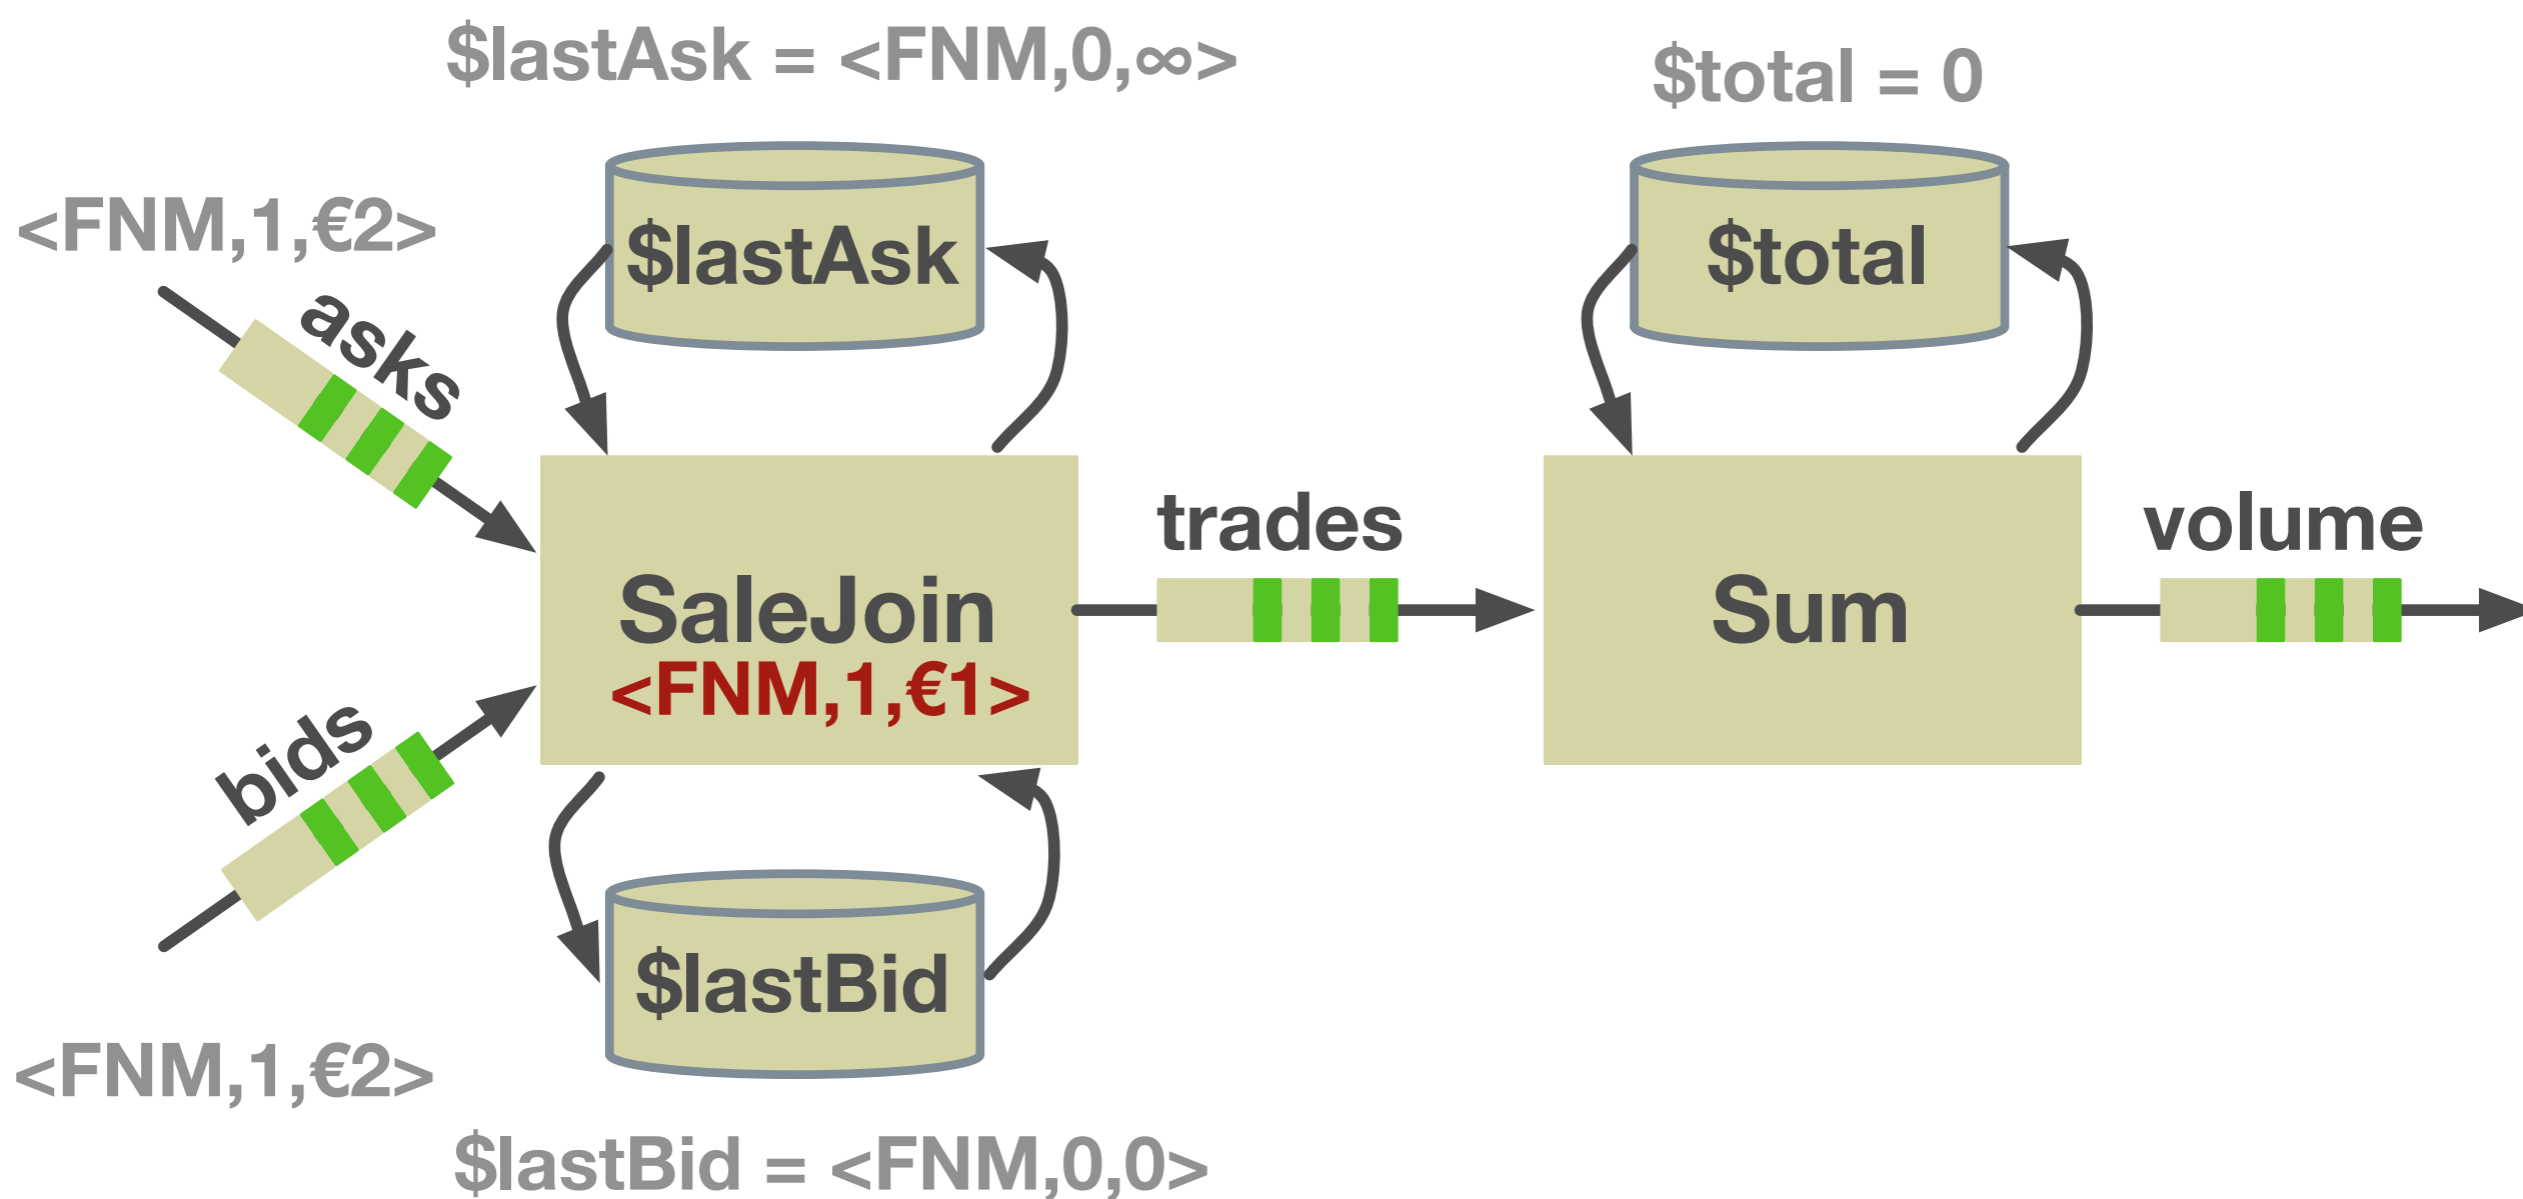 $lastAsk = <FNM,0,∞>
$total = 0
<FNM,1,€2>
$lastAsk
$total
asks
trades
volume
SaleJoin
<FNM,1,€1>
Sum
bids
$lastBid
<FNM,1,€2>
$lastBid = <FNM,0,0>